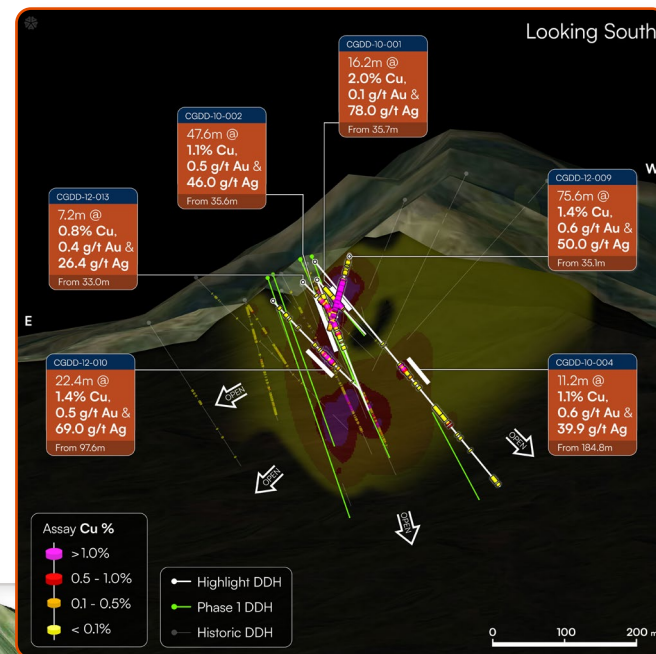 Looking South
CGDD-10-001
16.2m @
2.0% Cu,
0.1 g/t Au &
78.0 g/t Ag
From 35.7m
CGDD-10-002
47.6m @
1.1% Cu,
0.5 g/t Au &
46.0 g/t Ag
From 35.6m
CGDD-12-013
7.2m @
0.8% Cu,
0.4 g/t Au &
26.4 g/t Ag
From 33.0m
W
CGDD-12-009
75.6m @
1.4% Cu,
0.6 g/t Au &
50.0 g/t Ag
From 35.1m
E
CGDD-12-010
22.4m @
1.4% Cu,
0.5 g/t Au &
69.0 g/t Ag
From 97.6m
CGDD-10-004
11.2m @
1.1% Cu,
0.6 g/t Au &
39.9 g/t Ag
From 184.8m
OPEN
OPEN
OPEN
OPEN
Assay Cu %
>1.0%
0.5 - 1.0%
0.1 - 0.5%
< 0.1%
Highlight DDH
Phase 1 DDH
Historic DDH
0 100 200 m